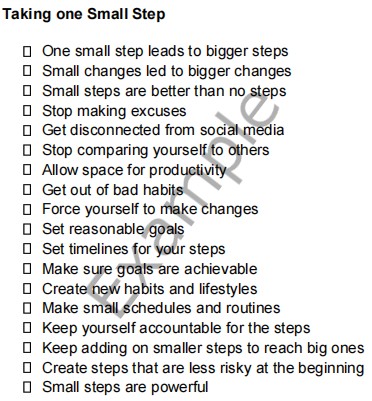 Taking one Small Step
One small step leads to bigger steps
Small changes led to bigger changes
Small steps are better than no steps
Stop making excuses
Get disconnected from social media
Stop comparing yourself to others
Allow space for productivity
Get out of bad habits
Force yourself to make changes
Set reasonable goals
Set timelines for your steps
Make sure goals are achievable
Create new habits and lifestyles
Make small schedules and routines
Keep yourself accountable for the steps
Keep adding on smaller steps to reach big ones
Create steps that are less risky at the beginning
Small steps are powerful
Example